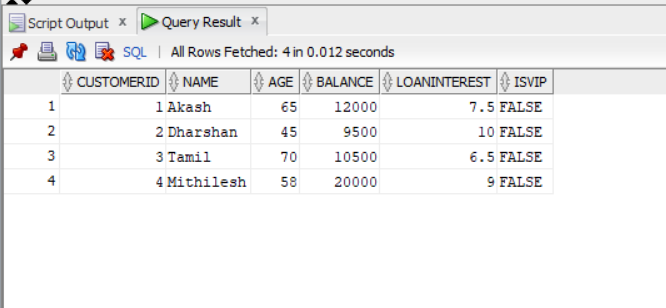 Script Output x Query Result x
SQL | All Rows Fetched: 4 in 0.012 seconds
CUSTOMERID NAME AGE BALANCE LOANINTEREST ISVIP
1 1 Akash 65 12000 7.5 FALSE
2 2 Dharshan 45 9500 10 FALSE
3 3 Tamil 70 10500 6.5 FALSE
4 4 Mithilesh 58 20000 9 FALSE